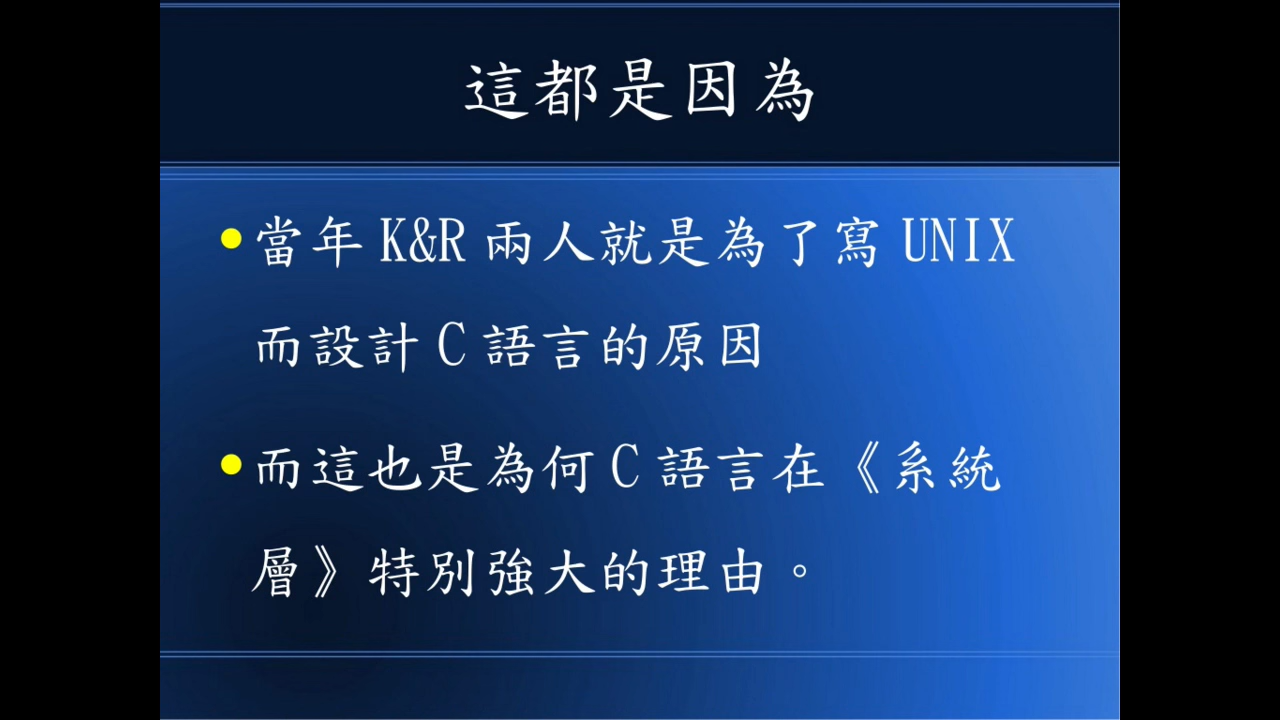 這都是因為
當年 K&R 兩人就是為了寫 UNIX
而設計 C 語言的原因
而這也是為何 C 語言在《系統
層》特別強大的理由。